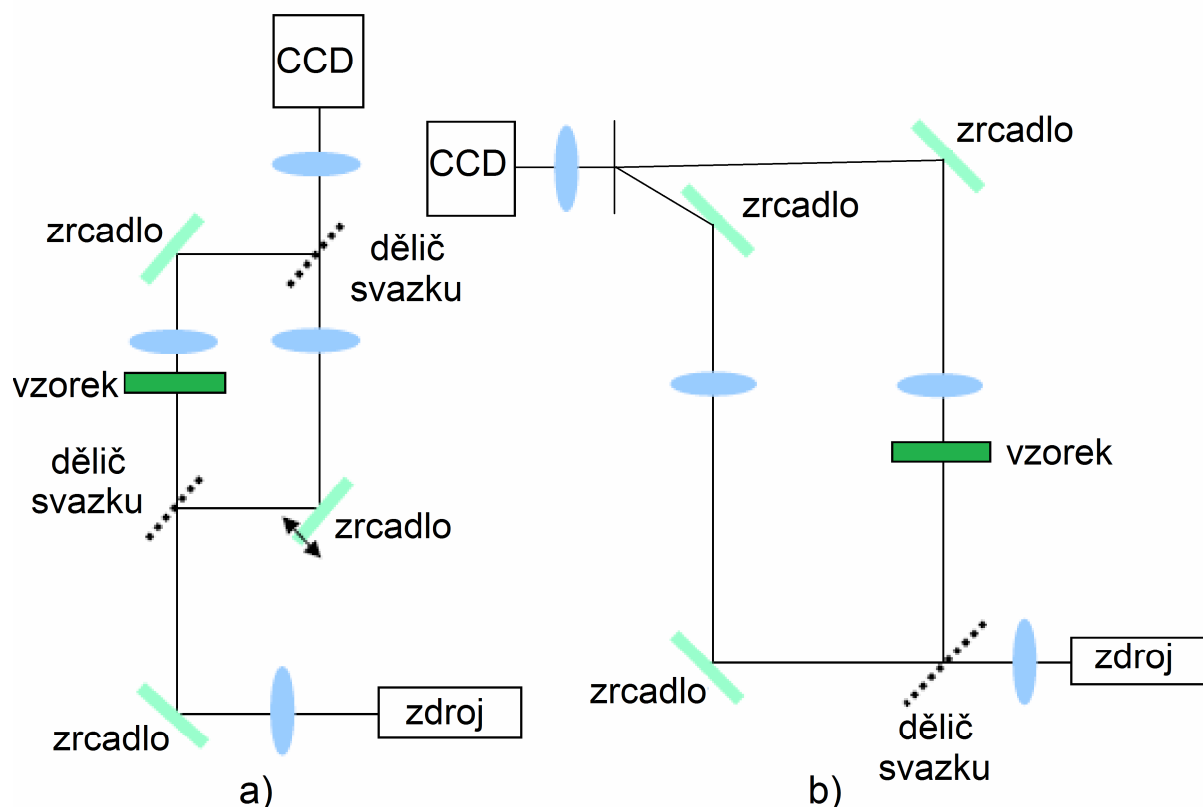 CCD
zrcadlo
dělič
svazku
vzorek
dělič
svazku
zrcadlo
zrcadlo
zdroj
a)
CCD
zrcadlo
zrcadlo
vzorek
zrcadlo
zdroj
dělič
svazku
b)